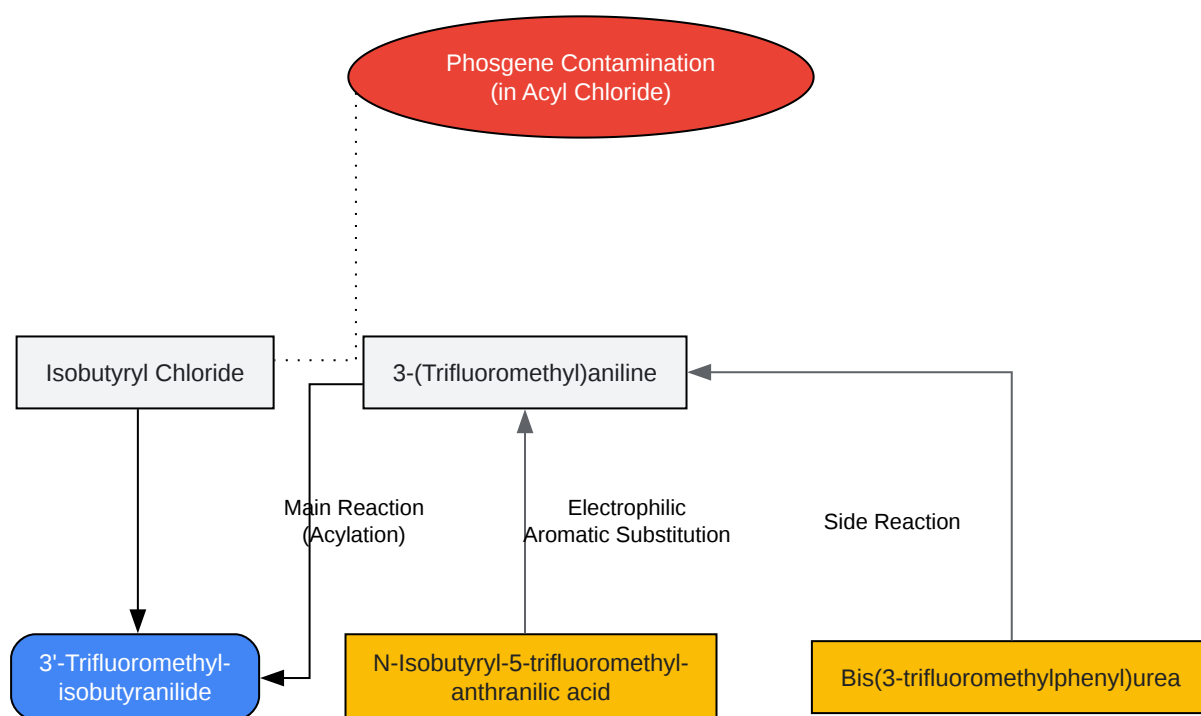 Phosgene Contamination
(in Acyl Chloride)
Isobutyryl Chloride
3-(Trifluoromethyl)aniline
Main Reaction
(Acylation)
Electrophilic
Aromatic Substitution
Side Reaction
3'-Trifluoromethyl-
isobutyranilide
N-Isobutyryl-5-trifluoromethyl-
anthranilic acid
Bis(3-trifluoromethylphenyl)urea